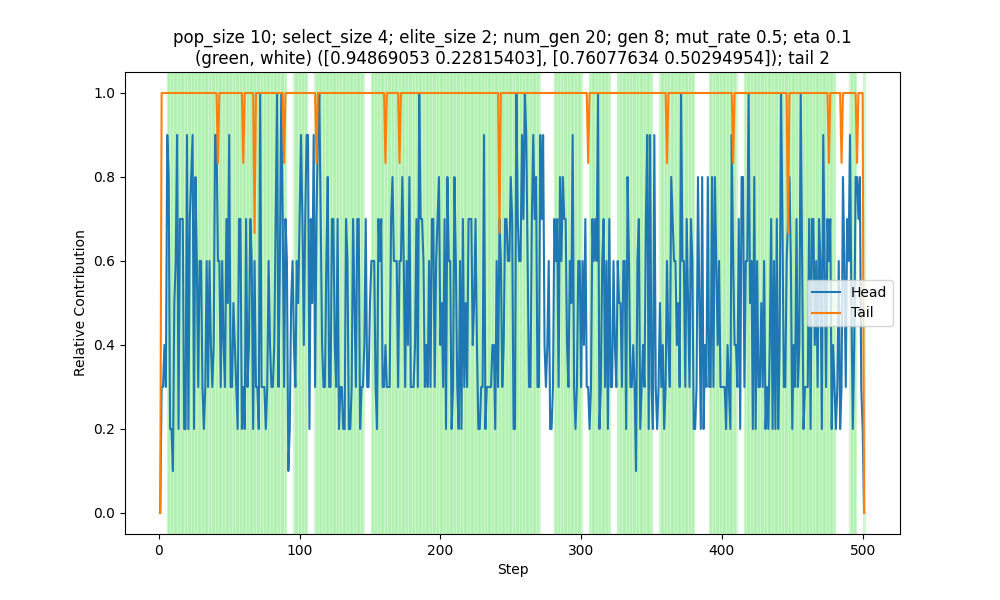 pop_size 10; select_size 4; elite_size 2; num_gen 20; gen 8; mut_rate 0.5; eta 0.1
(green, white) ([0.94869053 0.22815403], [0.76077634 0.50294954]); tail 2
1.0
0.8
0.6
0.4
0.2
0.0
Relative Contribution
Head
Tail
0
100
200
300
400
500
Step